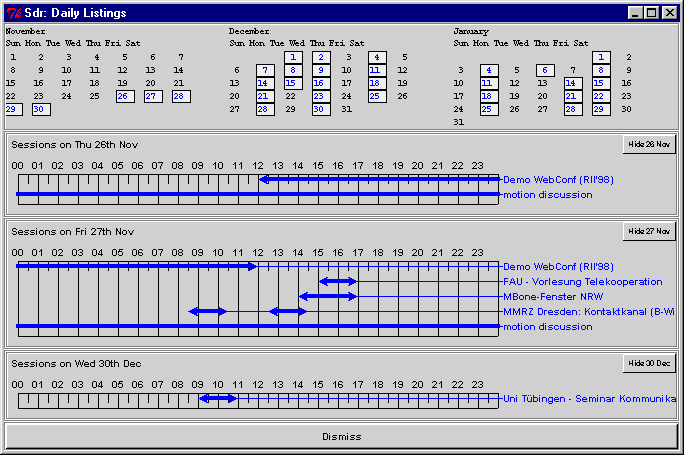 Sdr: Daily Listings
November
Sun Mon Tue Wed Thu Fri Sat
1 2 3 4 5 6 7
8 9 10 11 12 13 14
15 16 17 18 19 20 21
22 23 24 25 26 27 28
29 30
December
Sun Mon Tue Wed Thu Fri Sat
1 2 3 4 5
6 7 8 9 10 11 12
13 14 15 16 17 18 19
20 21 22 23 24 25 26
27 28 29 30 31
January
Sun Mon Tue Wed Thu Fri Sat
1 2
3 4 5 6 7 8 9
10 11 12 13 14 15 16
17 18 19 20 21 22 23
24 25 26 27 28 29 30
31
Sessions on Thu 26th Nov
Hide 26 Nov
00 01 02 03 04 05 06 07 08 09 10 11 12 13 14 15 16 17 18 19 20 21 22 23
Demo WebConf (RII'98)
motion discussion
Sessions on Fri 27th Nov
Hide 27 Nov
00 01 02 03 04 05 06 07 08 09 10 11 12 13 14 15 16 17 18 19 20 21 22 23
Demo WebConf (RII'98)
FAU - Vorlesung Telekooperation
MBone-Fenster NRW
MMRZ Dresden: Kontaktkanal (B-Wi
motion discussion
Sessions on Wed 30th Dec
Hide 30 Dec
00 01 02 03 04 05 06 07 08 09 10 11 12 13 14 15 16 17 18 19 20 21 22 23
Uni Tübingen - Seminar Kommunika
Dismiss